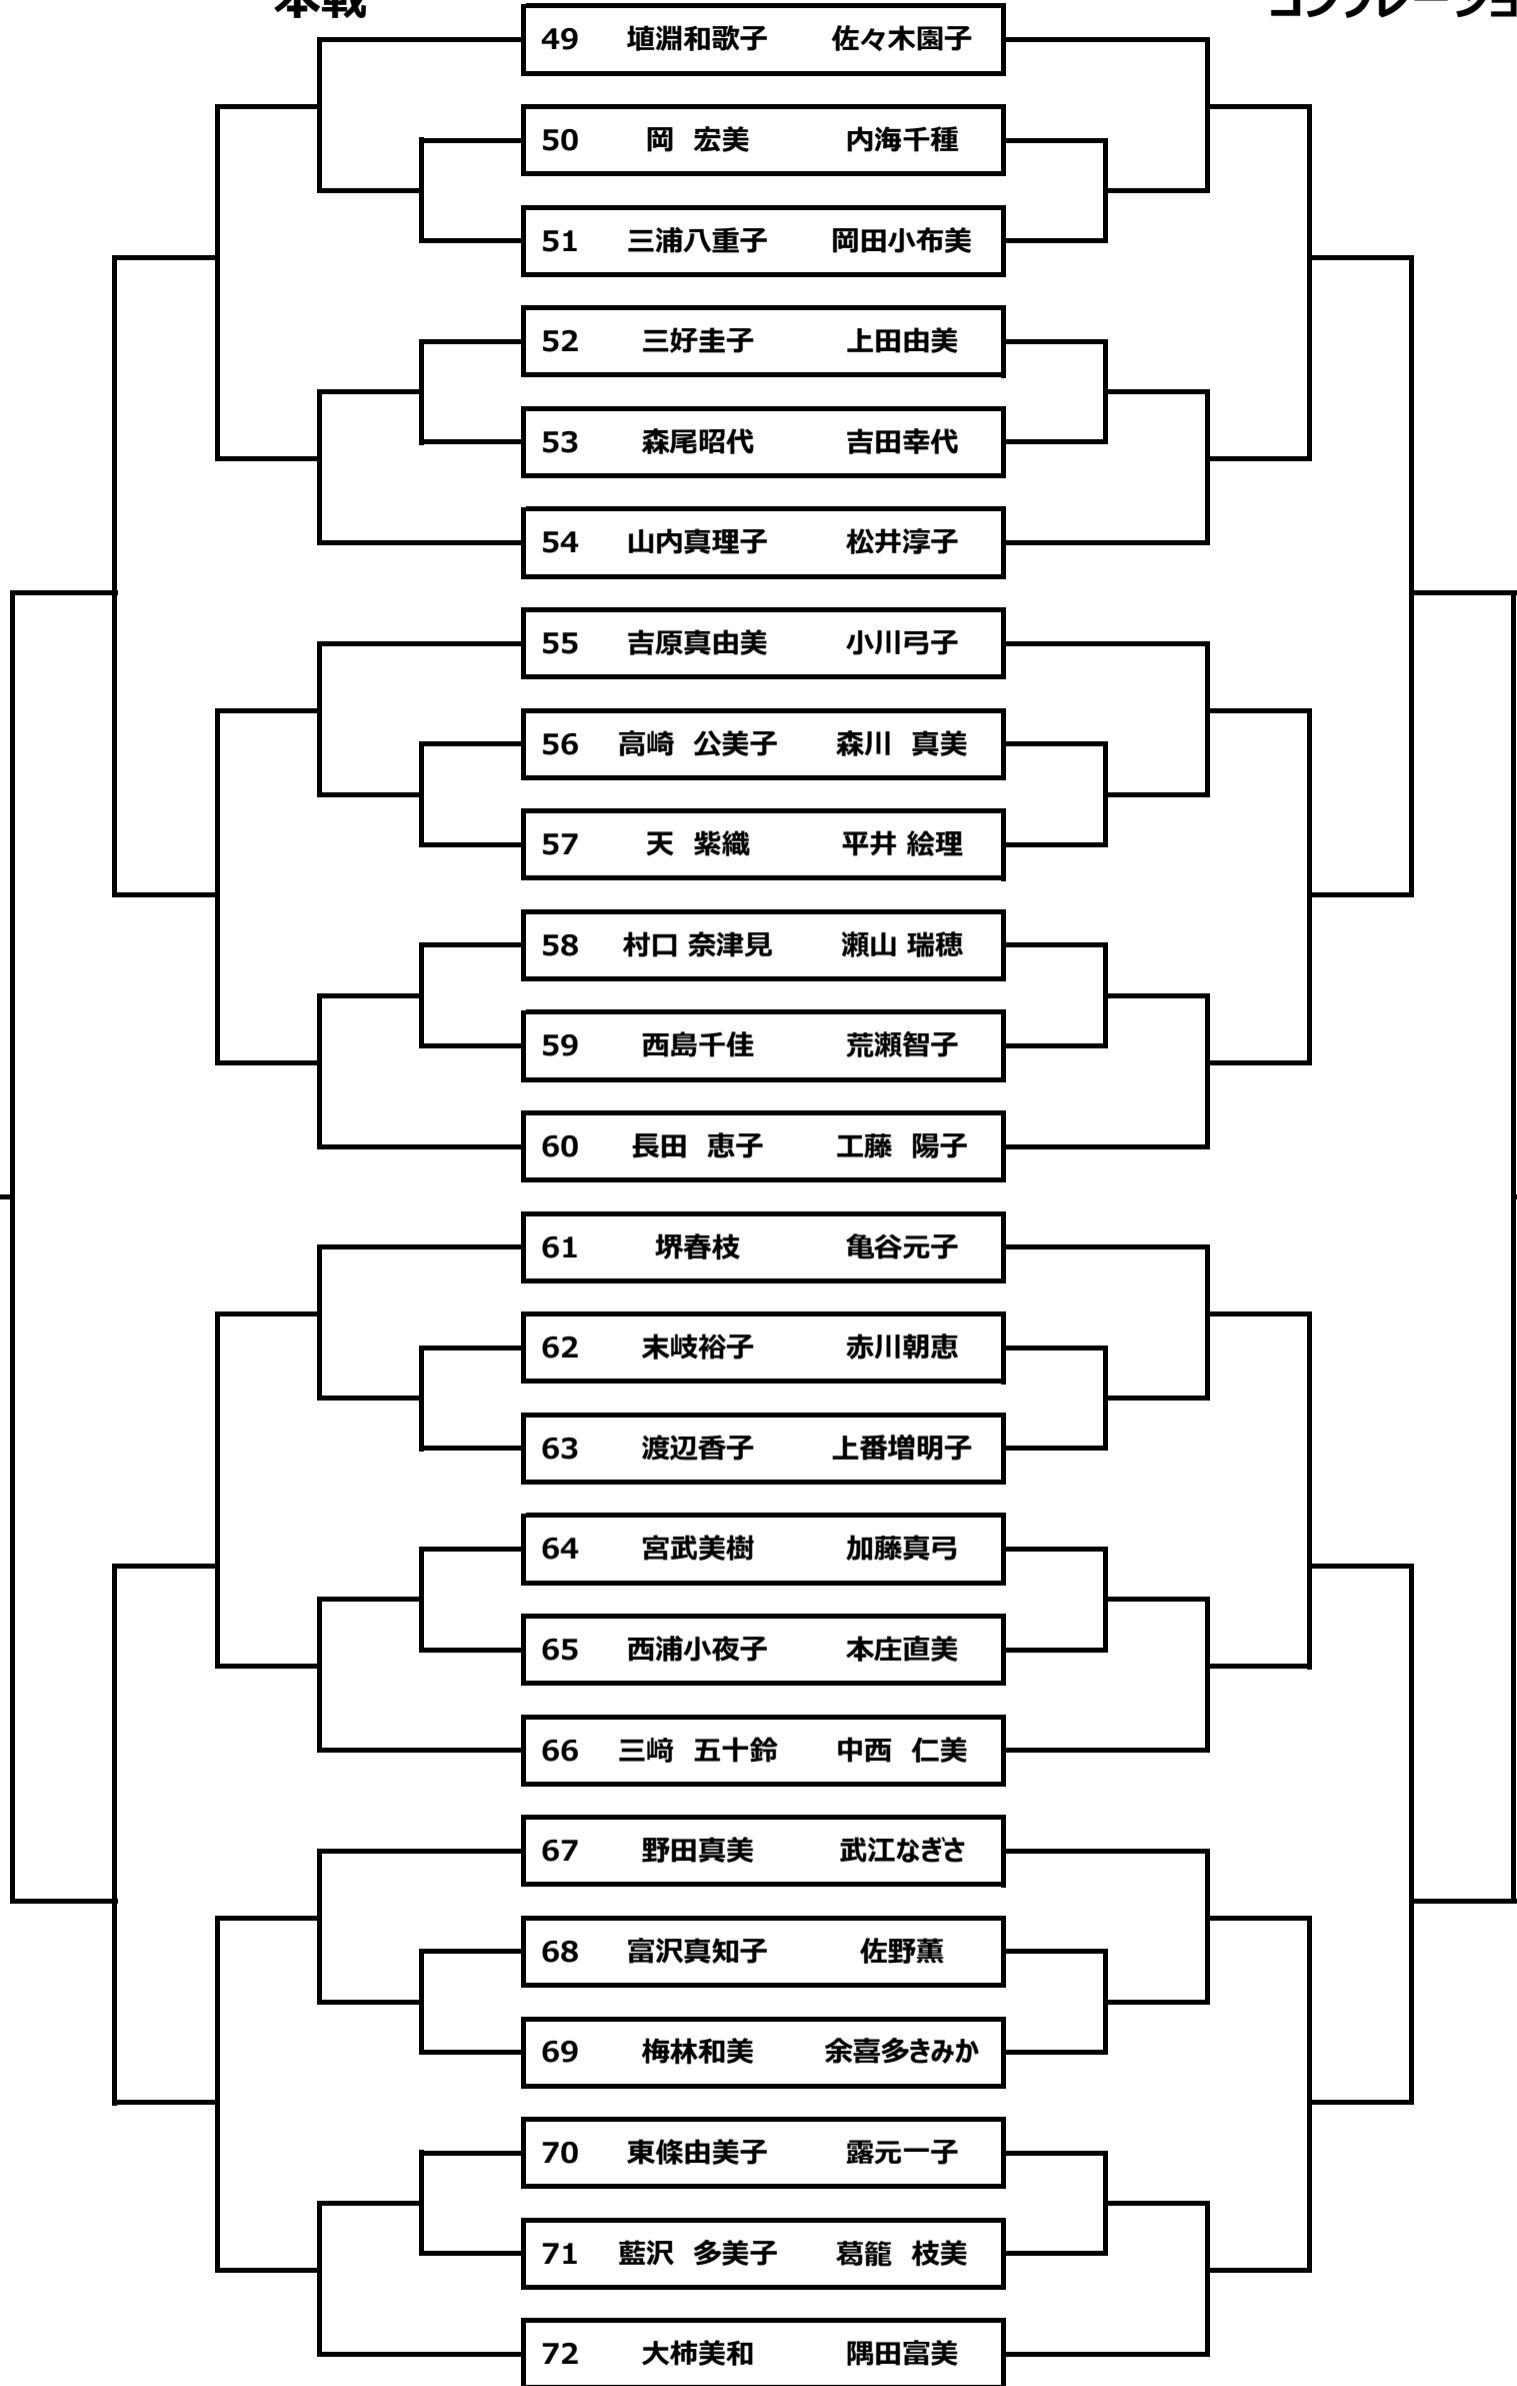 本戦 コンソレーショ
49 埴淵和歌子 佐々木園子
50 岡 宏美 内海千種
51 三浦八重子 岡田小布美
52 三好圭子 上田由美
53 森尾昭代 吉田幸代
54 山内真理子 松井淳子
55 吉原真由美 小川弓子
56 高崎 公美子 森川 真美
57 天 紫織 平井 絵理
58 村口 奈津見 瀬山 瑞穂
59 西島千佳 荒瀬智子
60 長田 恵子 工藤 陽子
61 堺春枝 亀谷元子
62 末岐裕子 赤川朝恵
63 渡辺香子 上番増明子
64 宮武美樹 加藤真弓
65 西浦小夜子 本庄直美
66 三﨑 五十鈴 中西 仁美
67 野田真美 武江なぎさ
68 富沢真知子 佐野薫
69 梅林和美 余喜多きみか
70 東條由美子 露元一子
71 藍沢 多美子 葛籠 枝美
72 大柿美和 隅田富美